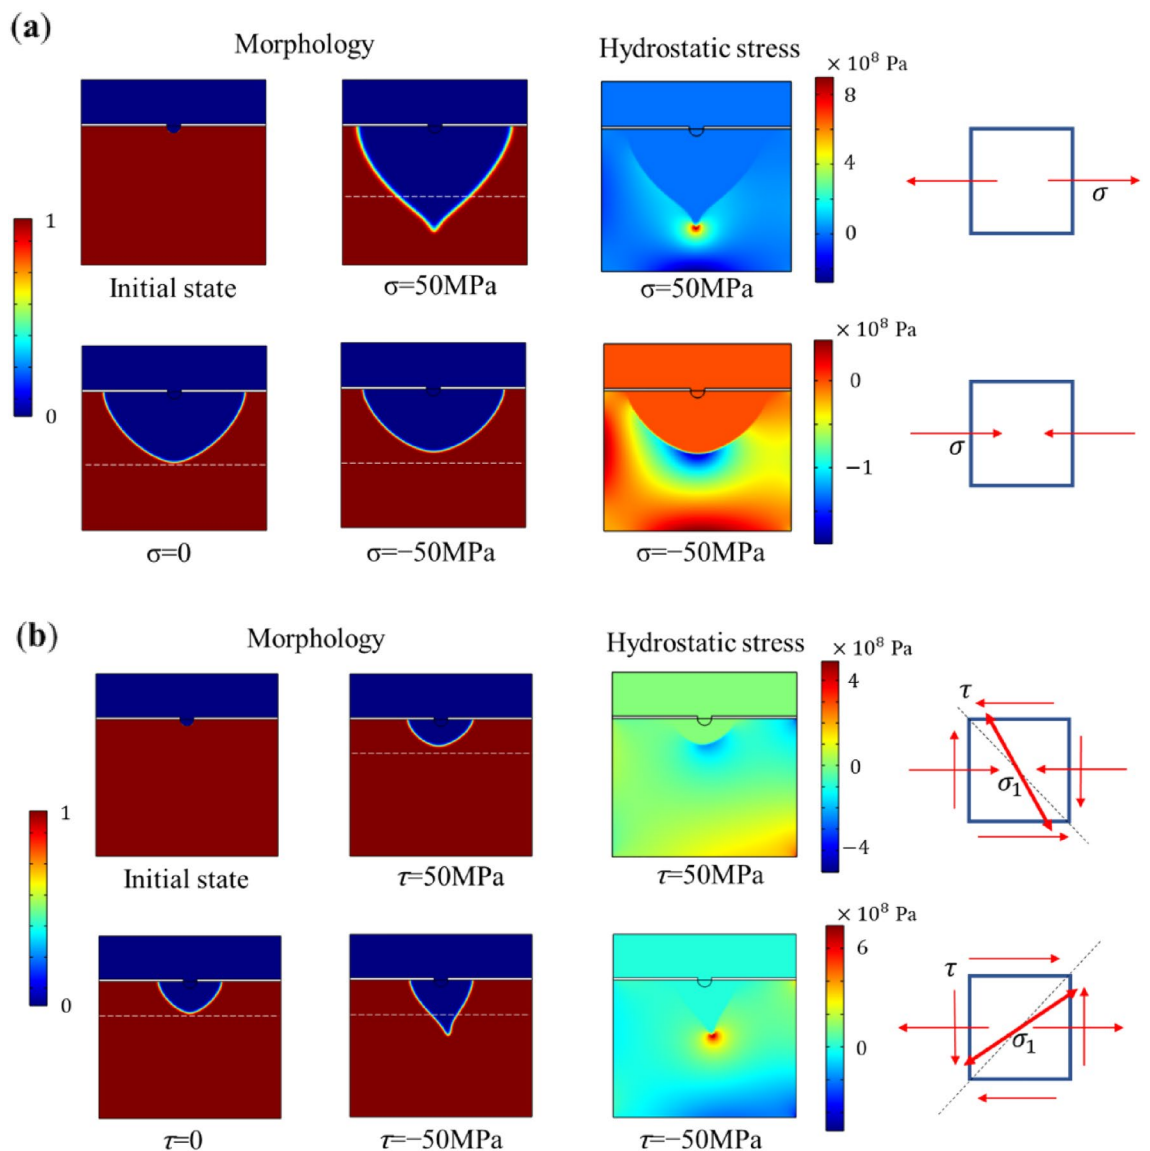 (a)
Morphology
Hydrostatic stress
× 10⁸ Pa
8
4
0
σ
1
0
Initial state
σ=50MPa
σ=50MPa
× 10⁸ Pa
0
−1
σ
σ=0
σ=−50MPa
σ=−50MPa
(b)
Morphology
Hydrostatic stress
× 10⁸ Pa
4
0
−4
τ
σ₁
1
0
Initial state
τ=50MPa
τ=50MPa
× 10⁸ Pa
6
0
τ
σ₁
τ=0
τ=−50MPa
τ=−50MPa